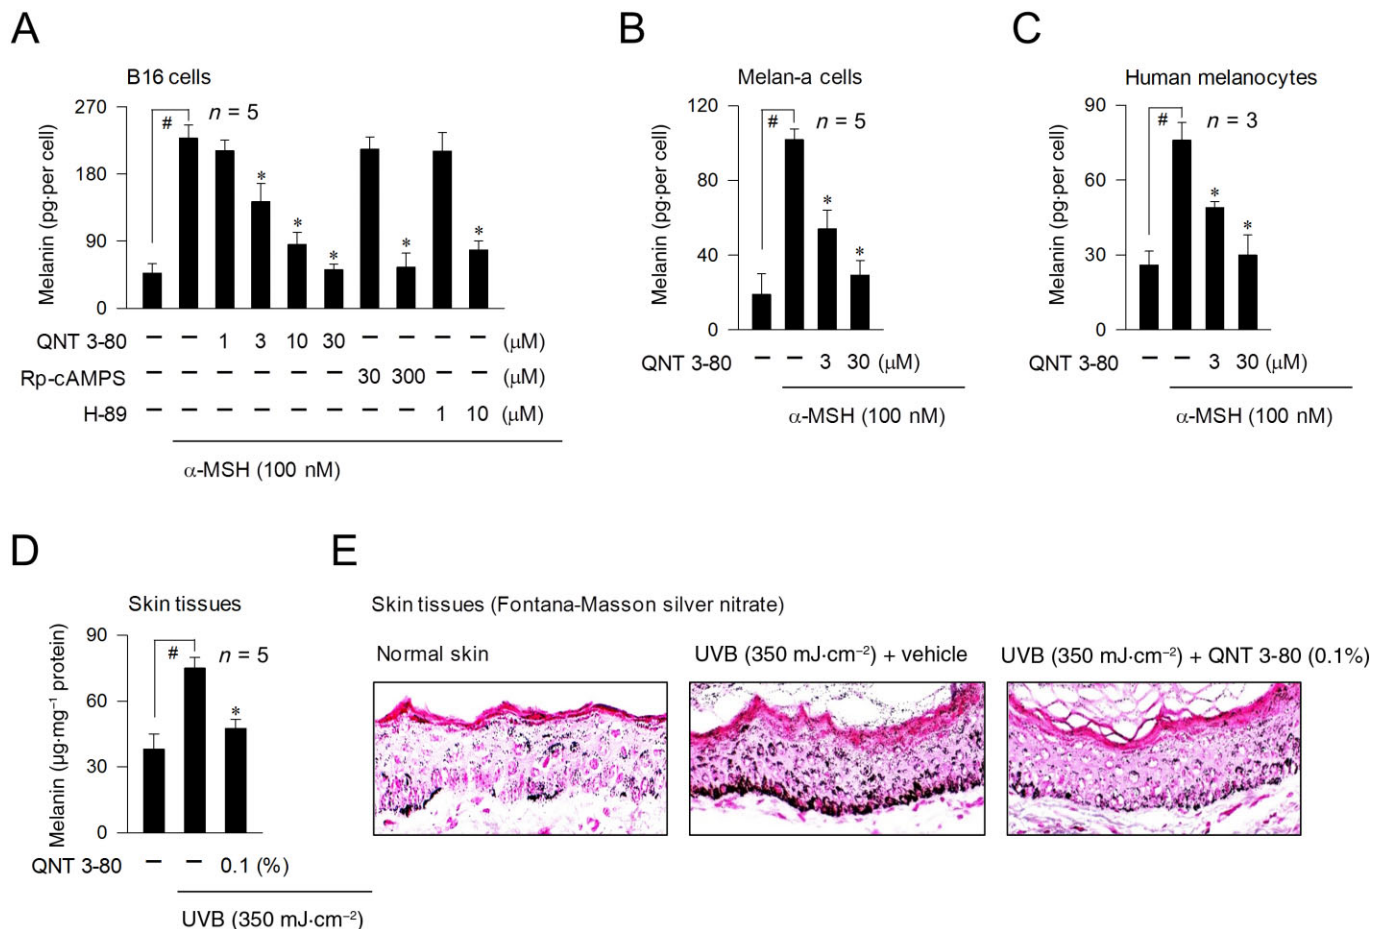 A
B16 cells
Melanin (pg·per cell)
270
180
90
0
#
n = 5
*
*
*
*
*
QNT 3-80 – – 1 3 10 30 – – – – (μM)
Rp-cAMPS – – – – – – 30 300 – – (μM)
H-89 – – – – – – – – 1 10 (μM)
α-MSH (100 nM)
B
Melan-a cells
Melanin (pg·per cell)
120
80
40
0
#
n = 5
*
*
QNT 3-80 – – 3 30 (μM)
α-MSH (100 nM)
C
Human melanocytes
Melanin (pg·per cell)
90
60
30
0
#
n = 3
*
*
QNT 3-80 – – 3 30 (μM)
α-MSH (100 nM)
D
Skin tissues
Melanin (μg·mg⁻¹ protein)
90
60
30
0
#
n = 5
*
QNT 3-80 – – 0.1 (%)
UVB (350 mJ·cm⁻²)
E
Skin tissues (Fontana-Masson silver nitrate)
Normal skin
UVB (350 mJ·cm⁻²) + vehicle
UVB (350 mJ·cm⁻²) + QNT 3-80 (0.1%)